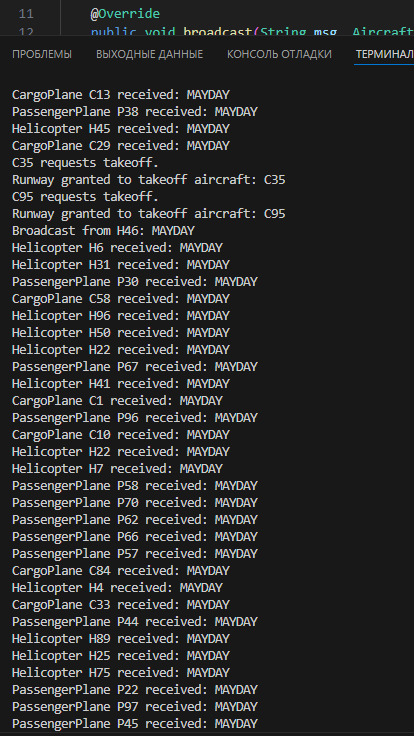 11 @Override
12 public void broadcast(String msg, Aircraft
ПРОБЛЕМЫ ВЫХОДНЫЕ ДАННЫЕ КОНСОЛЬ ОТЛАДКИ ТЕРМИНАЛ
CargoPlane C13 received: MAYDAY
PassengerPlane P38 received: MAYDAY
Helicopter H45 received: MAYDAY
CargoPlane C29 received: MAYDAY
C35 requests takeoff.
Runway granted to takeoff aircraft: C35
C95 requests takeoff.
Runway granted to takeoff aircraft: C95
Broadcast from H46: MAYDAY
Helicopter H6 received: MAYDAY
Helicopter H31 received: MAYDAY
PassengerPlane P30 received: MAYDAY
CargoPlane C58 received: MAYDAY
Helicopter H96 received: MAYDAY
Helicopter H50 received: MAYDAY
Helicopter H22 received: MAYDAY
PassengerPlane P67 received: MAYDAY
Helicopter H41 received: MAYDAY
CargoPlane C1 received: MAYDAY
PassengerPlane P96 received: MAYDAY
CargoPlane C10 received: MAYDAY
Helicopter H22 received: MAYDAY
Helicopter H7 received: MAYDAY
PassengerPlane P58 received: MAYDAY
PassengerPlane P70 received: MAYDAY
PassengerPlane P62 received: MAYDAY
PassengerPlane P66 received: MAYDAY
PassengerPlane P57 received: MAYDAY
CargoPlane C84 received: MAYDAY
Helicopter H4 received: MAYDAY
CargoPlane C33 received: MAYDAY
PassengerPlane P44 received: MAYDAY
Helicopter H89 received: MAYDAY
Helicopter H25 received: MAYDAY
Helicopter H75 received: MAYDAY
PassengerPlane P22 received: MAYDAY
PassengerPlane P97 received: MAYDAY
PassengerPlane P45 received: MAYDAY